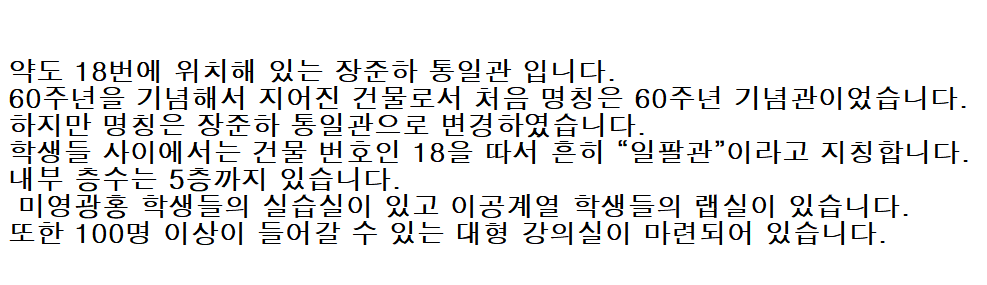 약도 18번에 위치해 있는 장준하 통일관 입니다.
60주년을 기념해서 지어진 건물로서 처음 명칭은 60주년 기념관이었습니다.
하지만 명칭은 장준하 통일관으로 변경하였습니다.
학생들 사이에서는 건물 번호인 18을 따서 흔히 “일팔관”이라고 지칭합니다.
내부 층수는 5층까지 있습니다.
미영광홍 학생들의 실습실이 있고 이공계열 학생들의 랩실이 있습니다.
또한 100명 이상이 들어갈 수 있는 대형 강의실이 마련되어 있습니다.